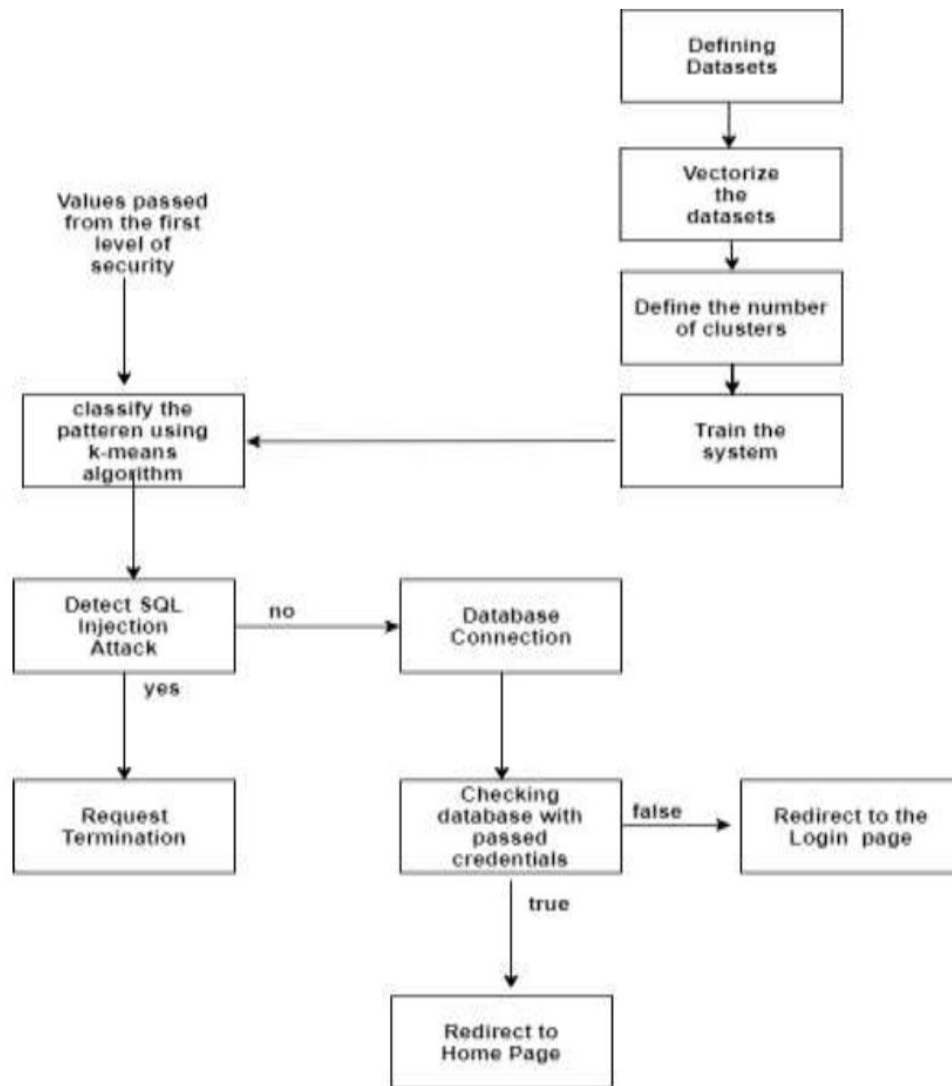 Defining
Datasets
Vectorize
the
datasets
Values passed
from the first
level of
security
Define the number
of clusters
classify the
patteren using
k-means
algorithm
Train the
system
Detect SQL
Injection
Attack
no
Database
Connection
yes
Request
Termination
Checking
database with
passed
credentials
false
Redirect to the
Login page
true
Redirect to
Home Page